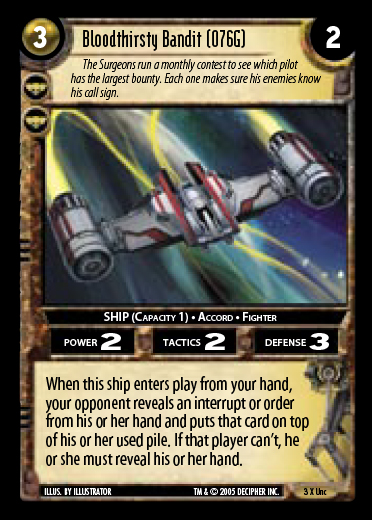 3
Bloodthirsty Bandit (076G)
2
The Surgeons run a monthly contest to see which pilot
has the largest bounty. Each one makes sure his enemies know
his call sign.
SHIP (CAPACITY 1) • ACCORD • FIGHTER
POWER 2
TACTICS 2
DEFENSE 3
When this ship enters play from your hand,
your opponent reveals an interrupt or order
from his or her hand and puts that card on top
of his or her used pile. If that player can't, he
or she must reveal his or her hand.
ILLUS. BY ILLUSTRATOR
TM & © 2005 DECIPHER INC.
3 X Unc